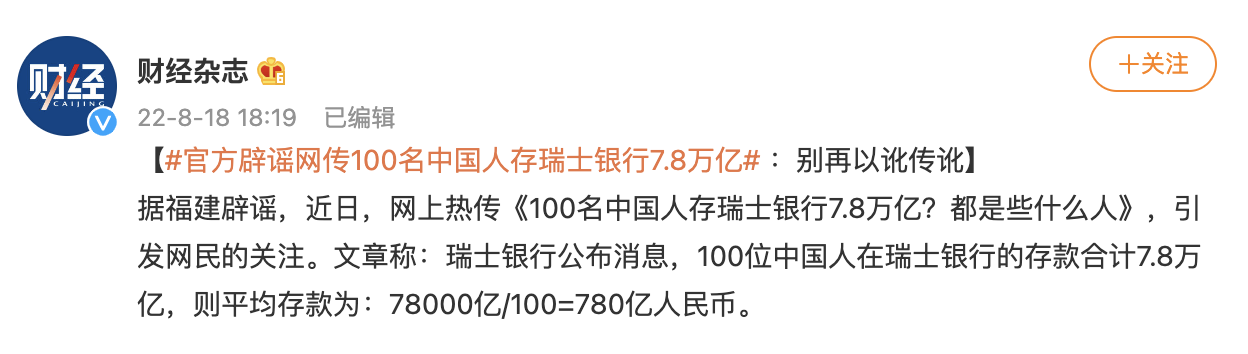 财经
CAIJING
财经杂志
6
+关注
22-8-18 18:19 已编辑
【#官方辟谣网传100名中国人存瑞士银行7.8万亿#：别再以讹传讹】
据福建辟谣，近日，网上热传《100名中国人存瑞士银行7.8万亿？都是些什么人》，引
发网民的关注。文章称：瑞士银行公布消息，100位中国人在瑞士银行的存款合计7.8万
亿，则平均存款为：78000亿/100=780亿人民币。